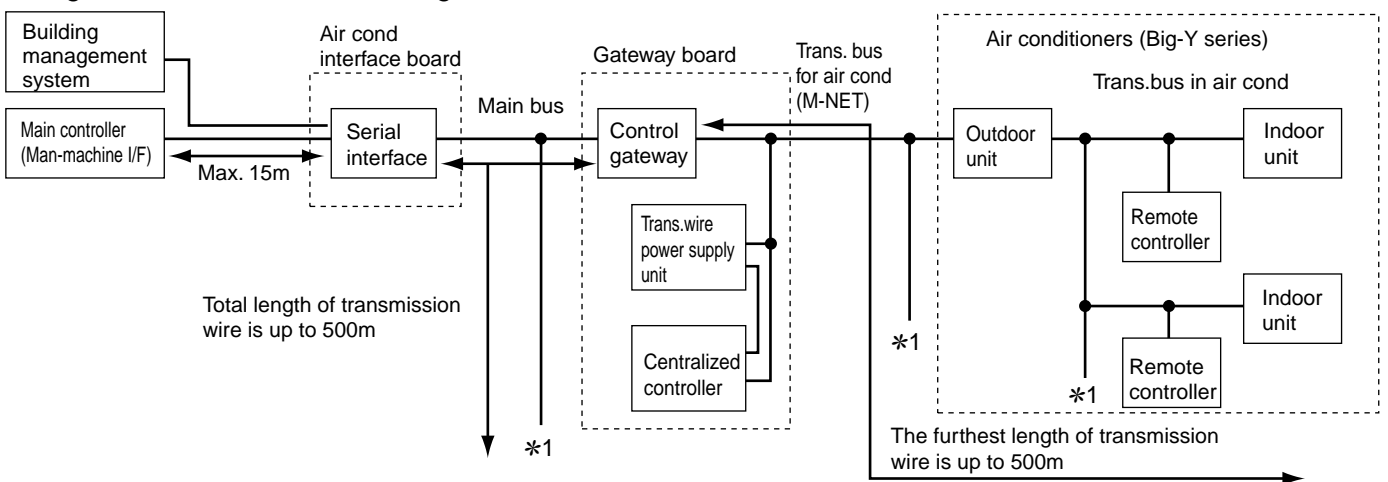 Building
management
system
Main controller
(Man-machine I/F)
Max. 15m
Air cond
interface board
Serial
interface
Main bus
Total length of transmission
wire is up to 500m
*1
Gateway board
Control
gateway
Trans.wire
power supply
unit
Centralized
controller
Trans. bus
for air cond
(M-NET)
*1
Air conditioners (Big-Y series)
Trans.bus in air cond
Outdoor
unit
Indoor
unit
Remote
controller
Indoor
unit
Remote
controller
*1
The furthest length of transmission
wire is up to 500m